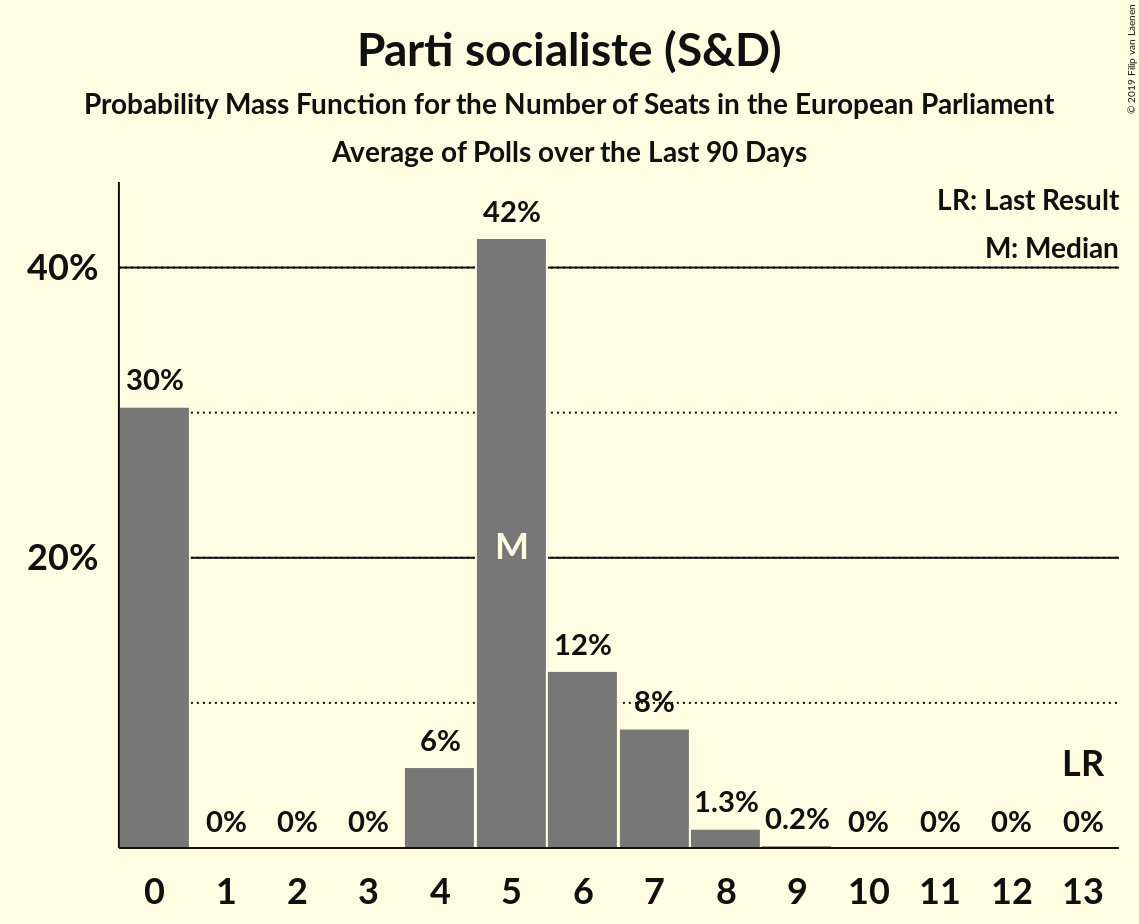 Parti socialiste (S&D)
Probability Mass Function for the Number of Seats in the European Parliament
Average of Polls over the Last 90 Days
© 2019 Filip van Laenen
LR: Last Result
M: Median
42%
40%
30%
20%
M
12%
8%
6%
LR
1.3%
0% 0% 0% 0.2% 0% 0% 0% 0%
0 1 2 3 4 5 6 7 8 9 10 11 12 13